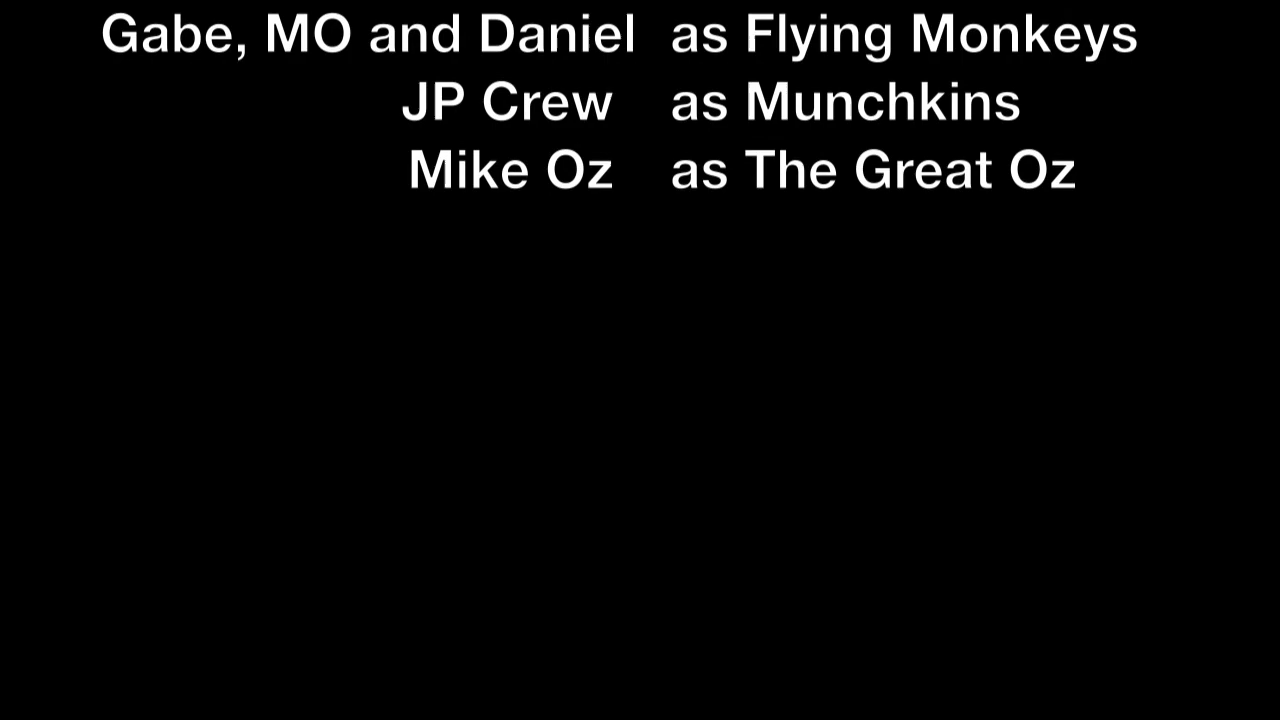 Gabe, MO and Daniel as Flying Monkeys
JP Crew as Munchkins
Mike Oz as The Great Oz